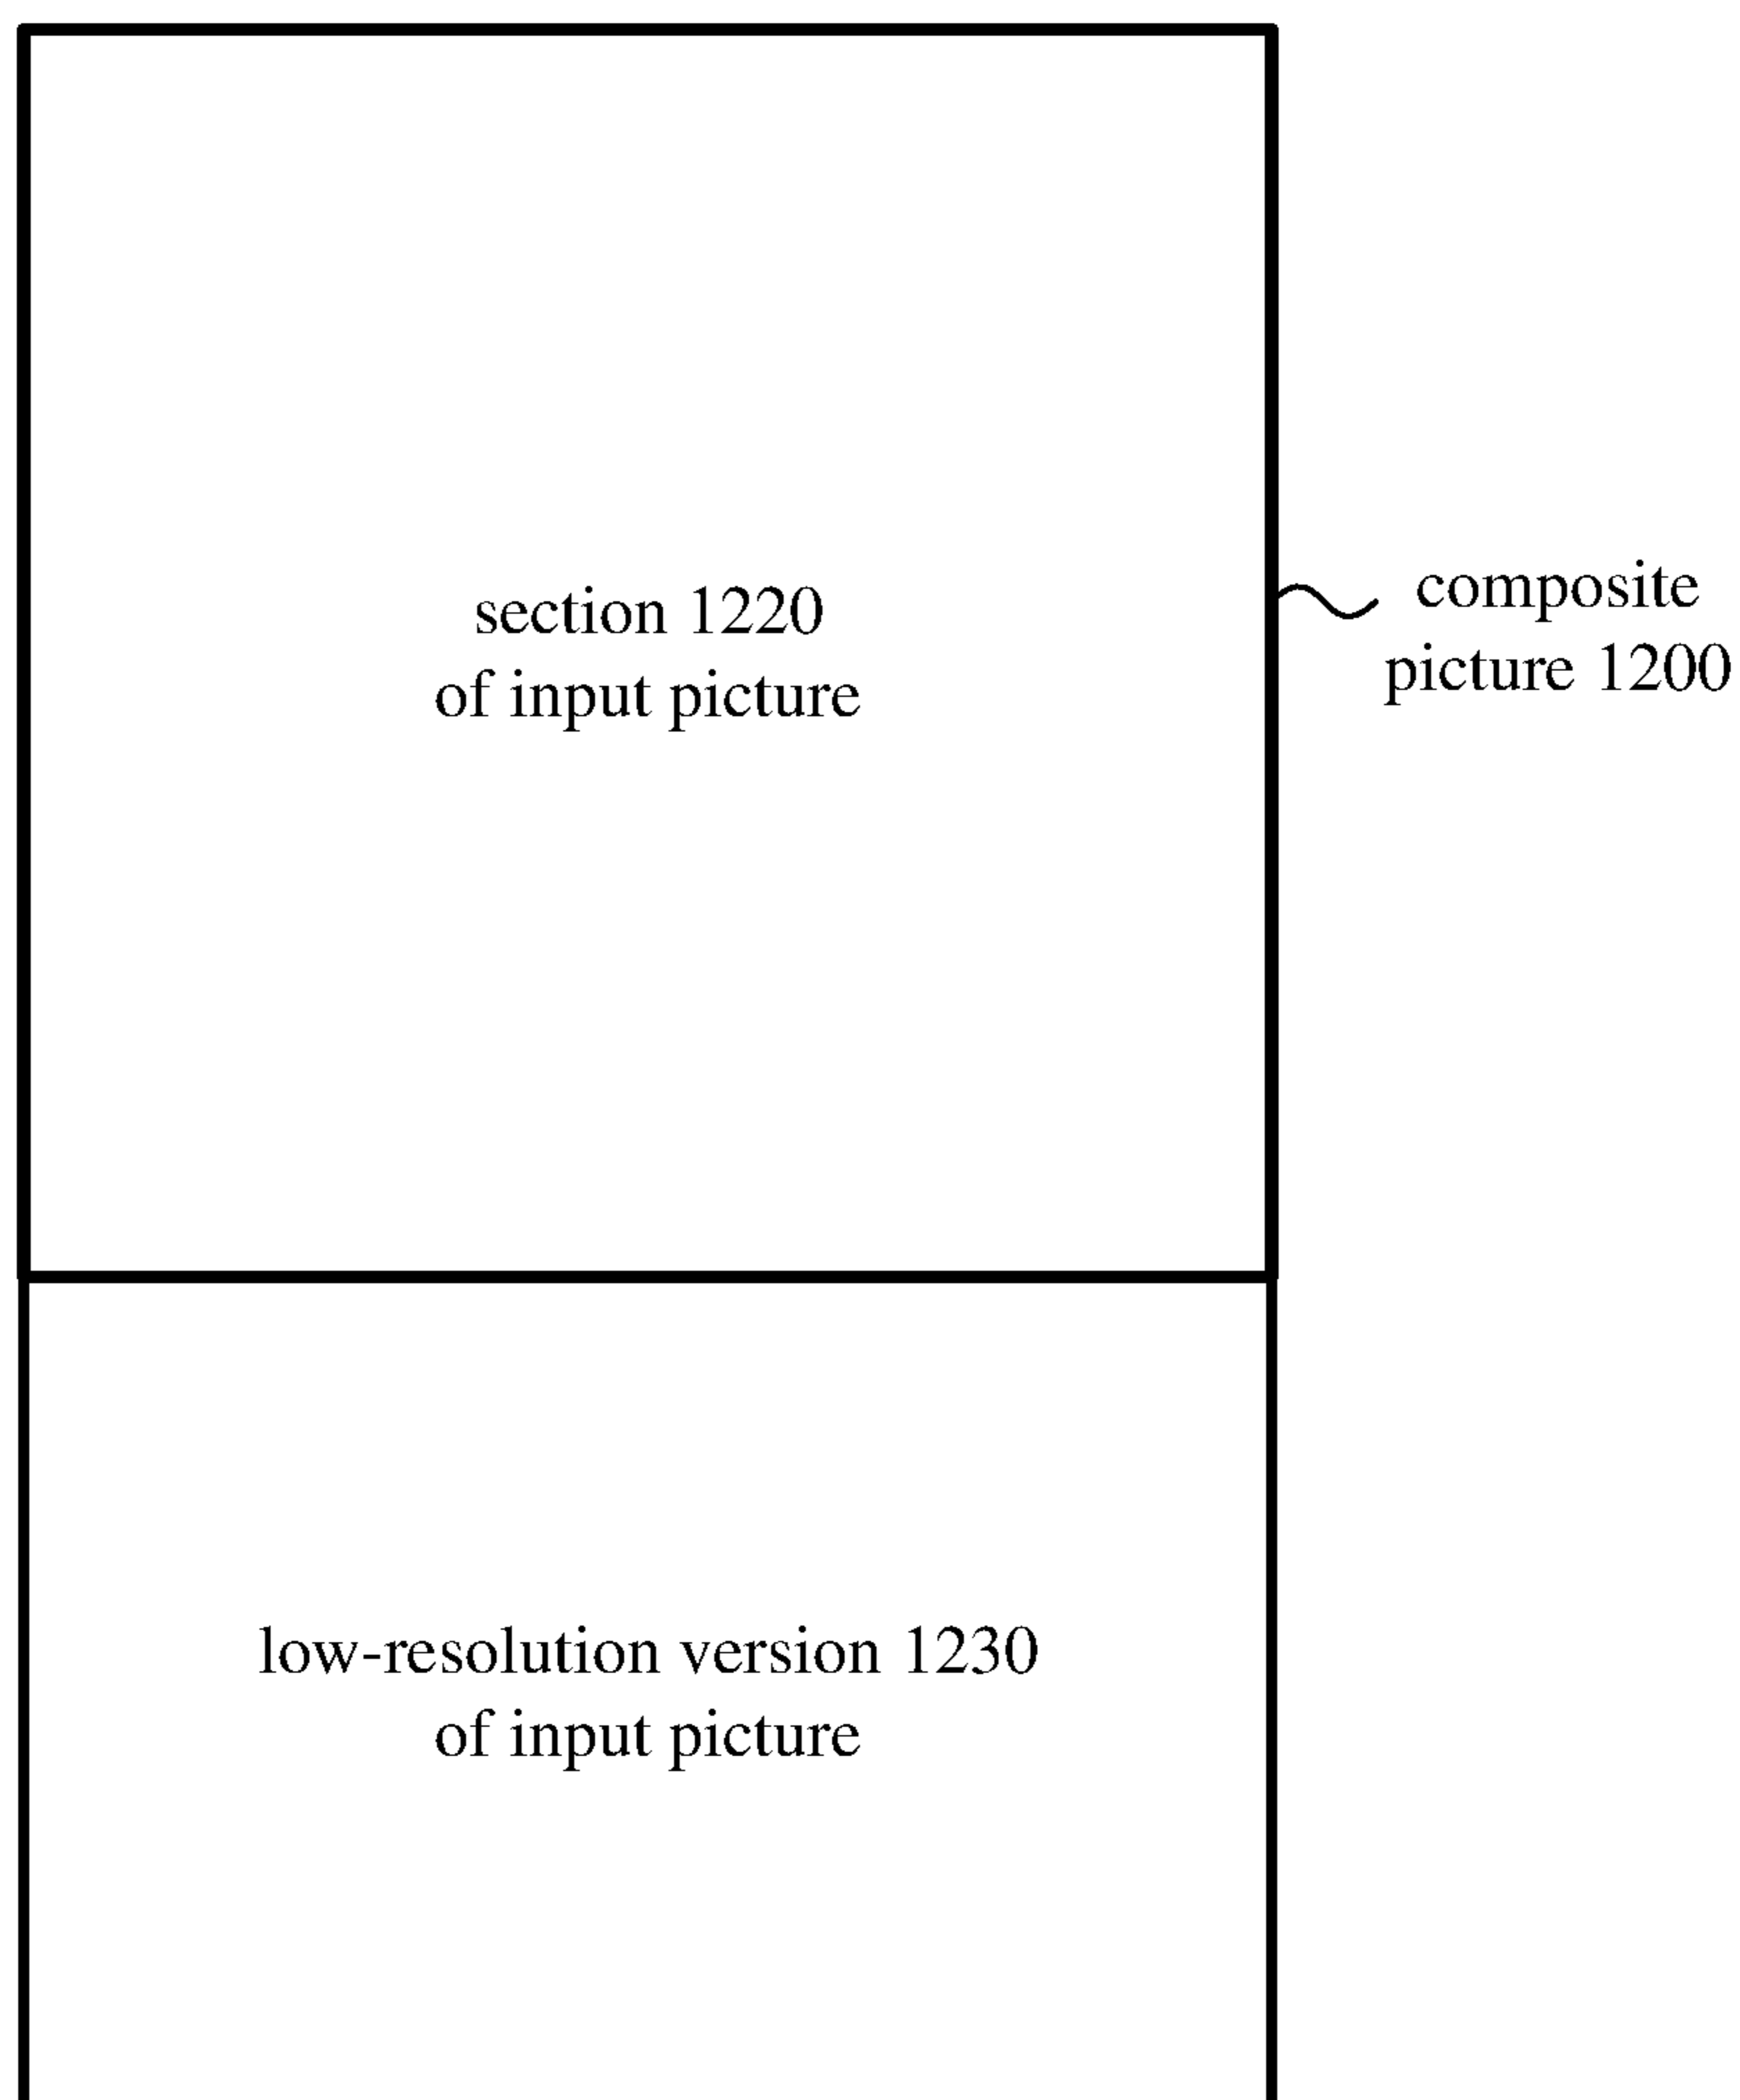 section 1220
of input picture
composite
picture 1200
low-resolution version 1230
of input picture